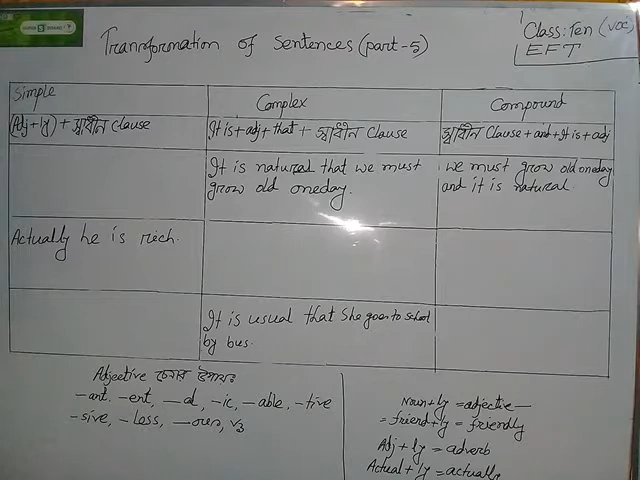 Transformation of Sentences (part-5)
Class: Ten (voc)
EFT
Simple
Complex
Compound
(Adj+ly) + স্বাধীন clause
It is + adj + that + স্বাধীন Clause
স্বাধীন Clause + and + It is + adj
It is natural that we must
grow old oneday.
we must grow old oneday
and it is natural.
Actually he is rich.
It is usual that She goes to school
by bus.
Adjective চেনার উপায়ঃ
-ant, -ent, -al, -ic, -able, -tive
-sive, -less, -ous, v3
Noun + ly = adjective
= friend + ly = friendly
Adj + ly = adverb
Actual + ly = actually